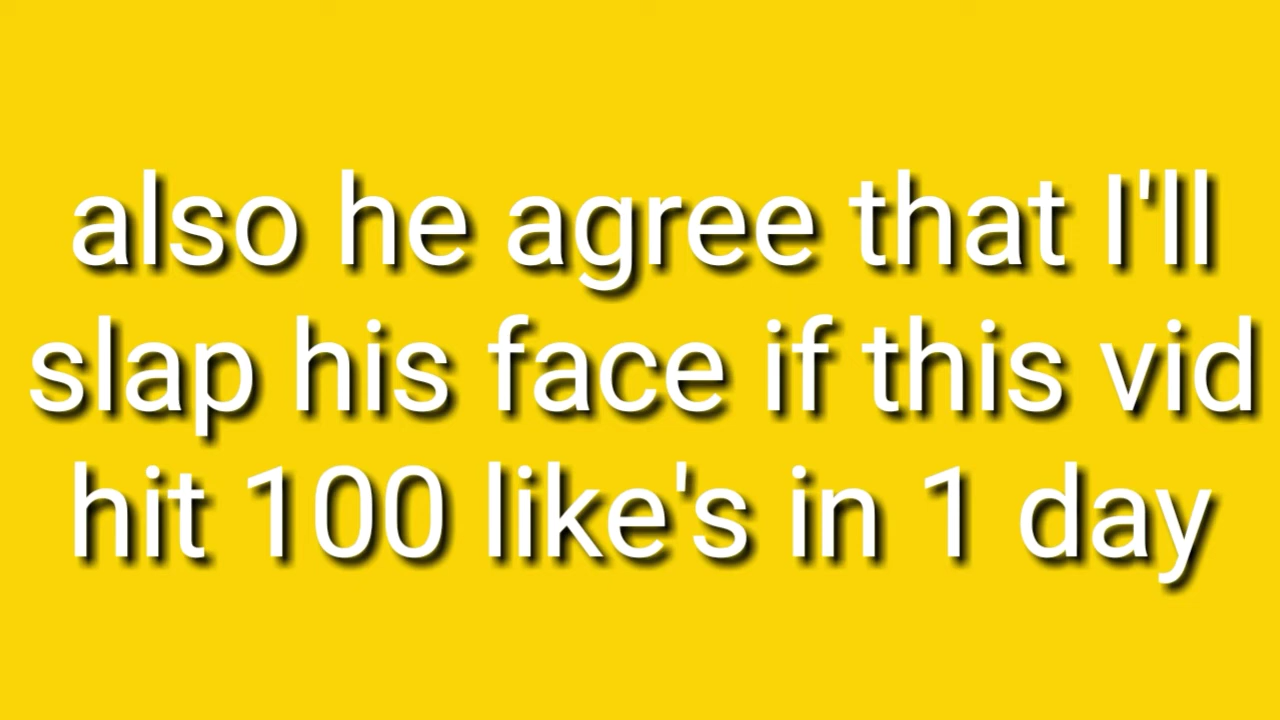 also he agree that I'll
slap his face if this vid
hit 100 like's in 1 day